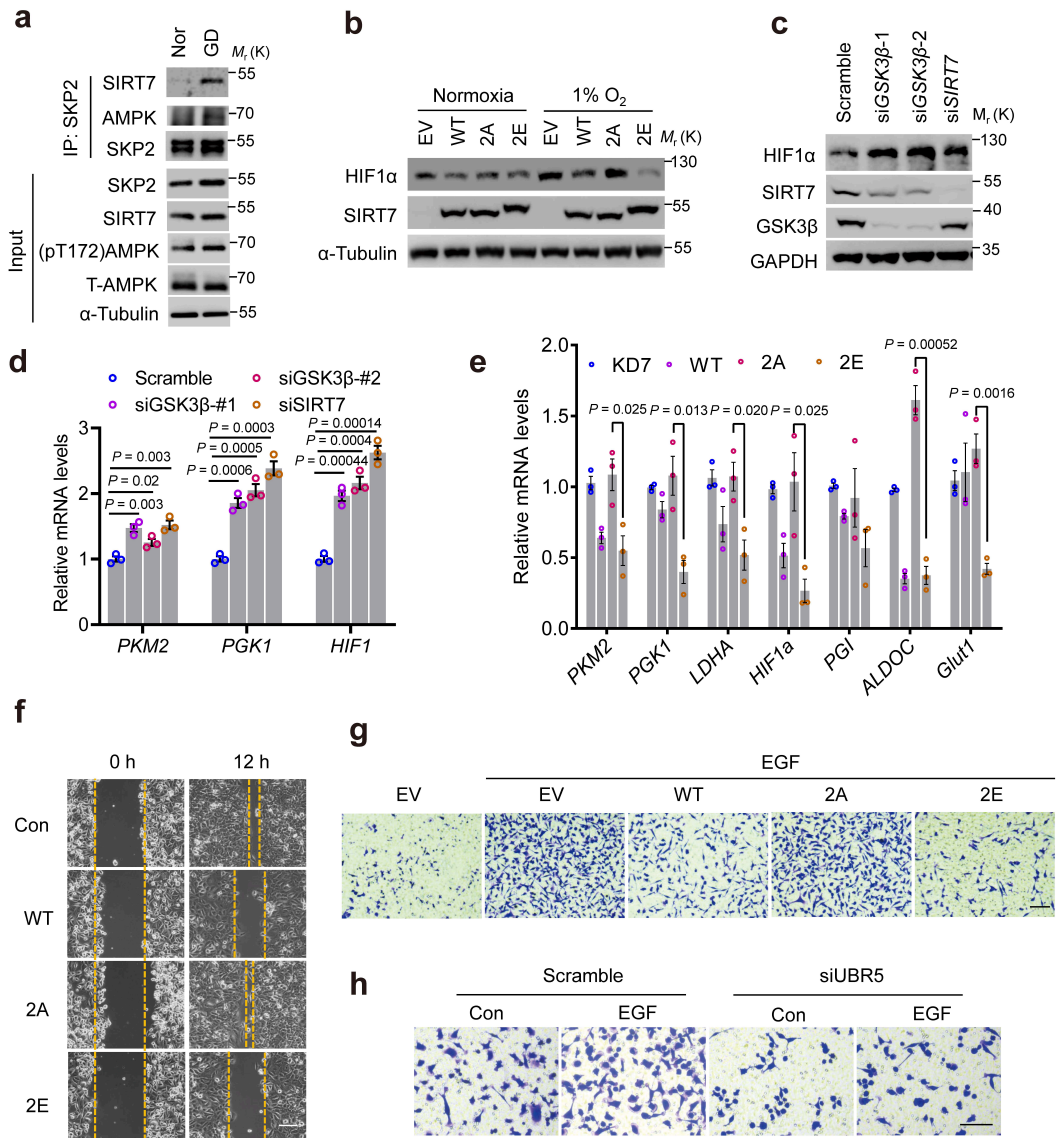 a
Nor GD
Mr (K)
IP: SKP2
SIRT7 55
AMPK 70
SKP2 55
Input
SKP2 55
SIRT7 55
(pT172)AMPK 70
T-AMPK 70
α-Tubulin 55
b
Normoxia 1% O2
EV WT 2A 2E EV WT 2A 2E Mr (K)
HIF1α 130
SIRT7 55
α-Tubulin 55
c
Scramble siGSK3β-1 siGSK3β-2 siSIRT7 Mr (K)
HIF1α 130
SIRT7 55
GSK3β 40
GAPDH 35
d
Scramble siGSK3β-#2
siGSK3β-#1 siSIRT7
Relative mRNA levels
3
2
1
0
P = 0.003
P = 0.02
P = 0.003
P = 0.0003
P = 0.0005
P = 0.0006
P = 0.00014
P = 0.0004
P = 0.00044
PKM2 PGK1 HIF1
e
KD7 WT 2A 2E
Relative mRNA levels
2.0
1.5
1.0
0.5
0.0
P = 0.025
P = 0.013
P = 0.020
P = 0.025
P = 0.00052
P = 0.0016
PKM2 PGK1 LDHA HIF1a PGI ALDOC Glut1
f
0 h 12 h
Con
WT
2A
2E
g
EGF
EV EV WT 2A 2E
h
Scramble siUBR5
Con EGF Con EGF